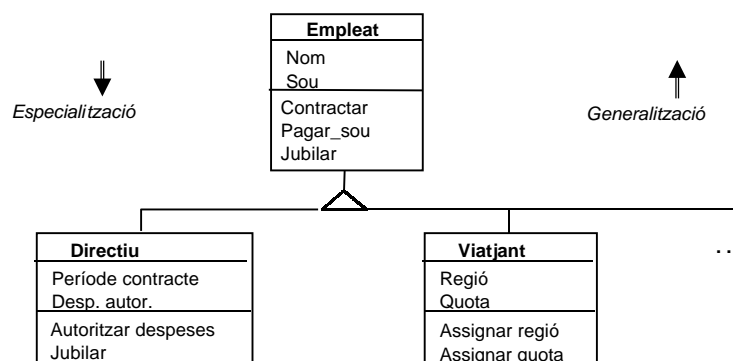 Empleat
Nom
Sou
Contractar
Pagar_sou
Jubilar
Especialització
Generalització
Directiu
Període contracte
Desp. autor.
Autoritzar despeses
Jubilar
Viatjant
Regió
Quota
Assignar regió
Assignar quota
. .